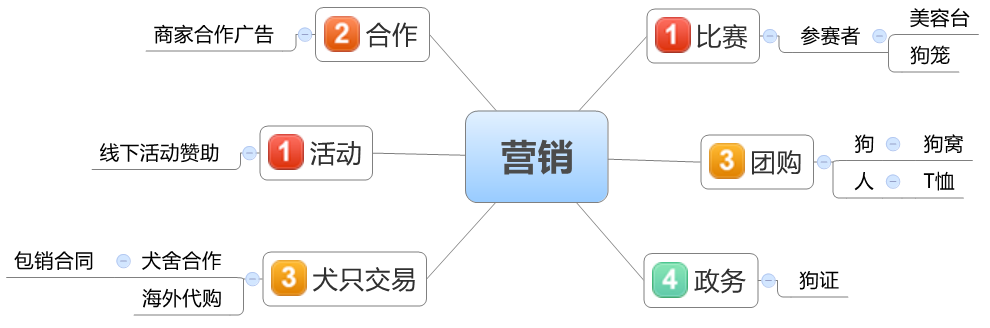 营销
1 比赛
参赛者
美容台
狗笼
3 团购
狗
狗窝
人
T恤
4 政务
狗证
2 合作
商家合作广告
1 活动
线下活动赞助
3 犬只交易
犬舍合作
包销合同
海外代购